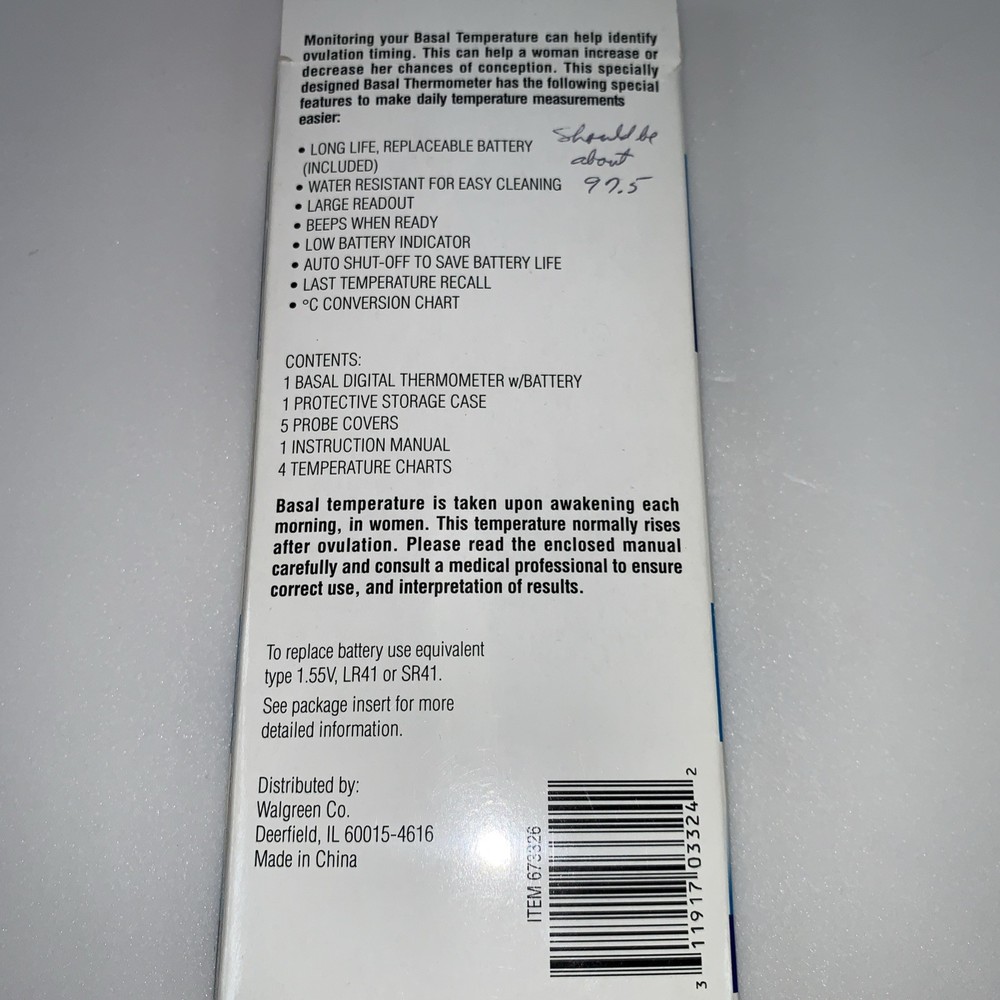 Monitoring your Basal Temperature can help identify
ovulation timing. This can help a woman increase or
decrease her chances of conception. This specially
designed Basal Thermometer has the following special
features to make daily temperature measurements
easier:
Should be
about
97.5
• LONG LIFE, REPLACEABLE BATTERY
(INCLUDED)
• WATER RESISTANT FOR EASY CLEANING
• LARGE READOUT
• BEEPS WHEN READY
• LOW BATTERY INDICATOR
• AUTO SHUT-OFF TO SAVE BATTERY LIFE
• LAST TEMPERATURE RECALL
• °C CONVERSION CHART
CONTENTS:
1 BASAL DIGITAL THERMOMETER w/BATTERY
1 PROTECTIVE STORAGE CASE
5 PROBE COVERS
1 INSTRUCTION MANUAL
4 TEMPERATURE CHARTS
Basal temperature is taken upon awakening each
morning, in women. This temperature normally rises
after ovulation. Please read the enclosed manual
carefully and consult a medical professional to ensure
correct use, and interpretation of results.
To replace battery use equivalent
type 1.55V, LR41 or SR41.
See package insert for more
detailed information.
Distributed by:
Walgreen Co.
Deerfield, IL 60015-4616
Made in China
ITEM 673326
3 11917 03324 2